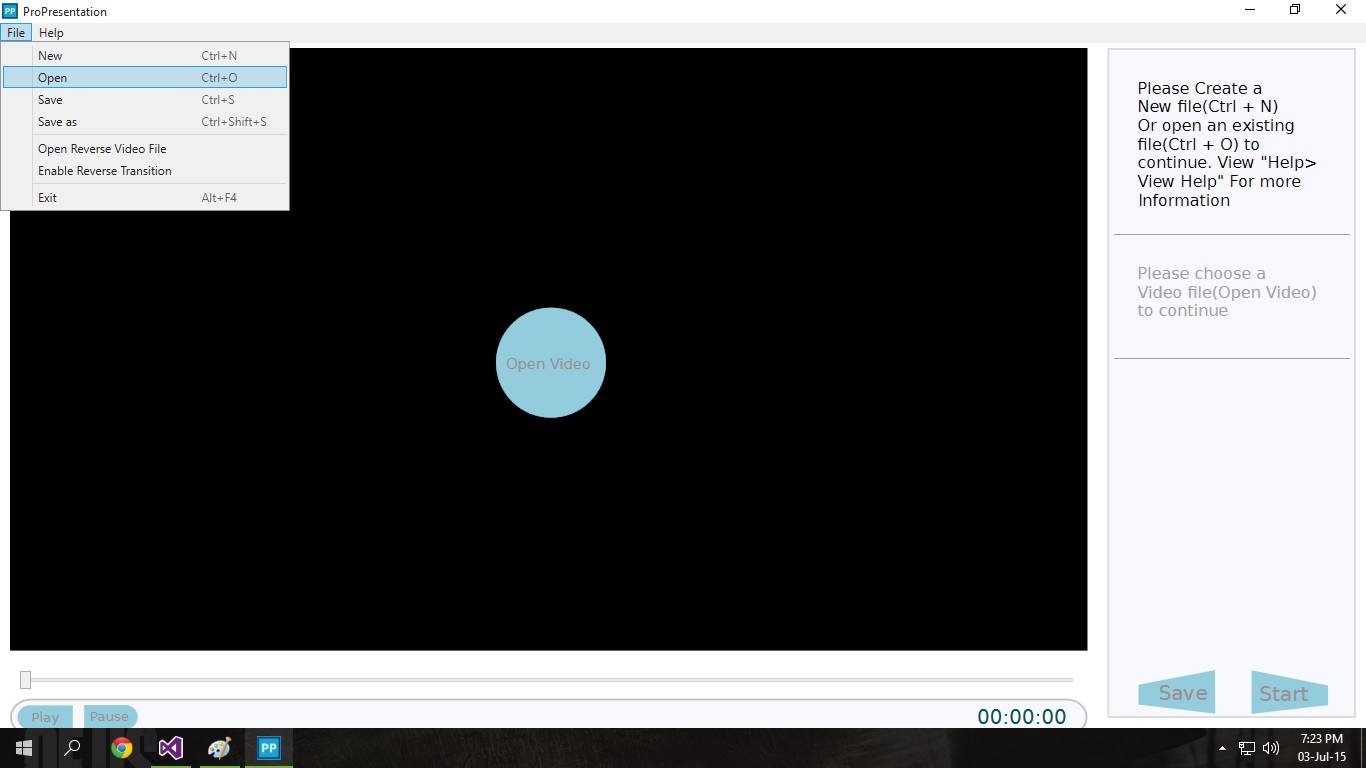 PP ProPresentation
File Help
New Ctrl+N
Open Ctrl+O
Save Ctrl+S
Save as Ctrl+Shift+S
Open Reverse Video File
Enable Reverse Transition
Exit Alt+F4
Open Video
Please Create a
New file(Ctrl + N)
Or open an existing
file(Ctrl + O) to
continue. View "Help>
View Help" For more
Information
Please choose a
Video file(Open Video)
to continue
Save Start
Play Pause 00:00:00
PP
7:23 PM
03-Jul-15